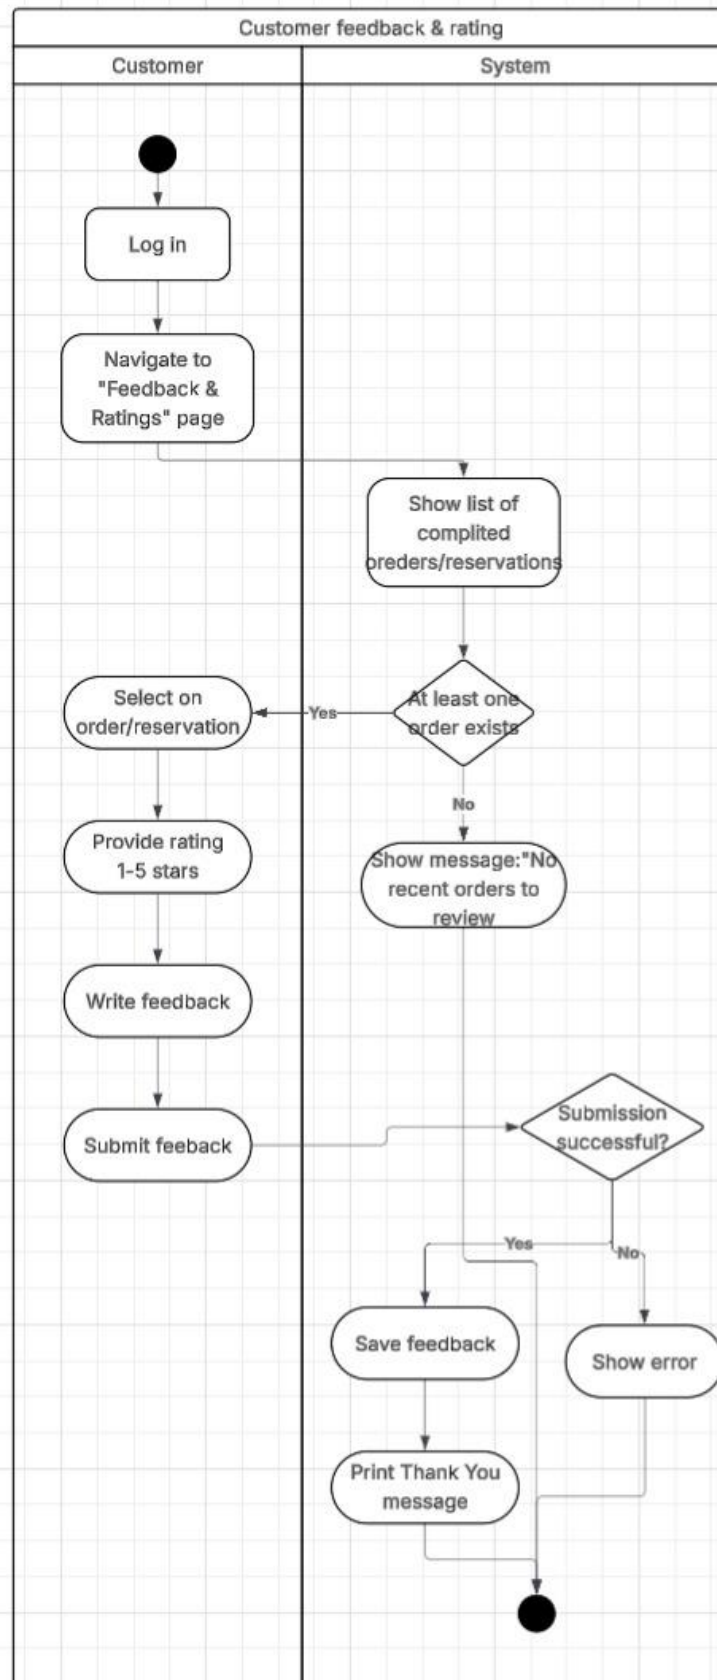 Customer feedback & rating
Customer
System
Log in
Navigate to
"Feedback &
Ratings" page
Show list of
complited
oreders/reservations
At least one
order exists
Yes
Select on
order/reservation
No
Provide rating
1-5 stars
Show message:"No
recent orders to
review
Write feedback
Submission
successful?
Submit feeback
Yes
No
Save feedback
Show error
Print Thank You
message